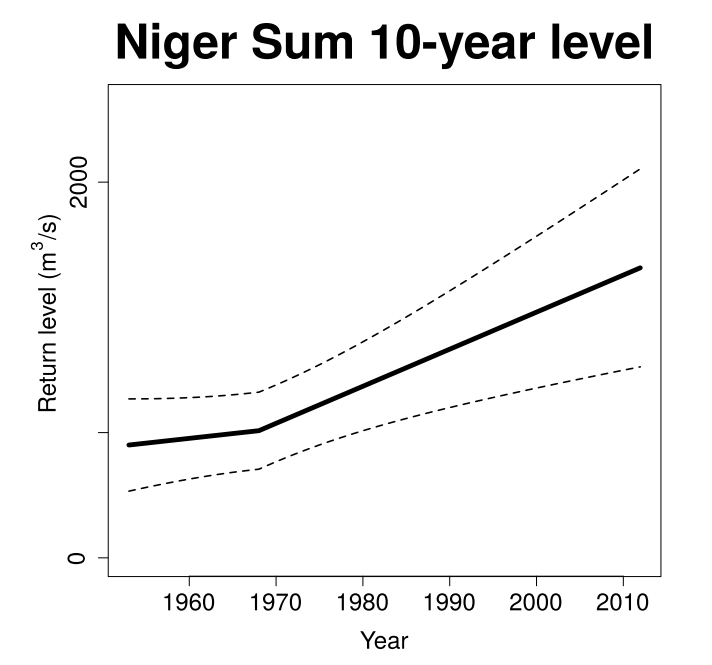 Niger Sum 10-year level
Return level (m³/s)
2000
0
1960 1970 1980 1990 2000 2010
Year